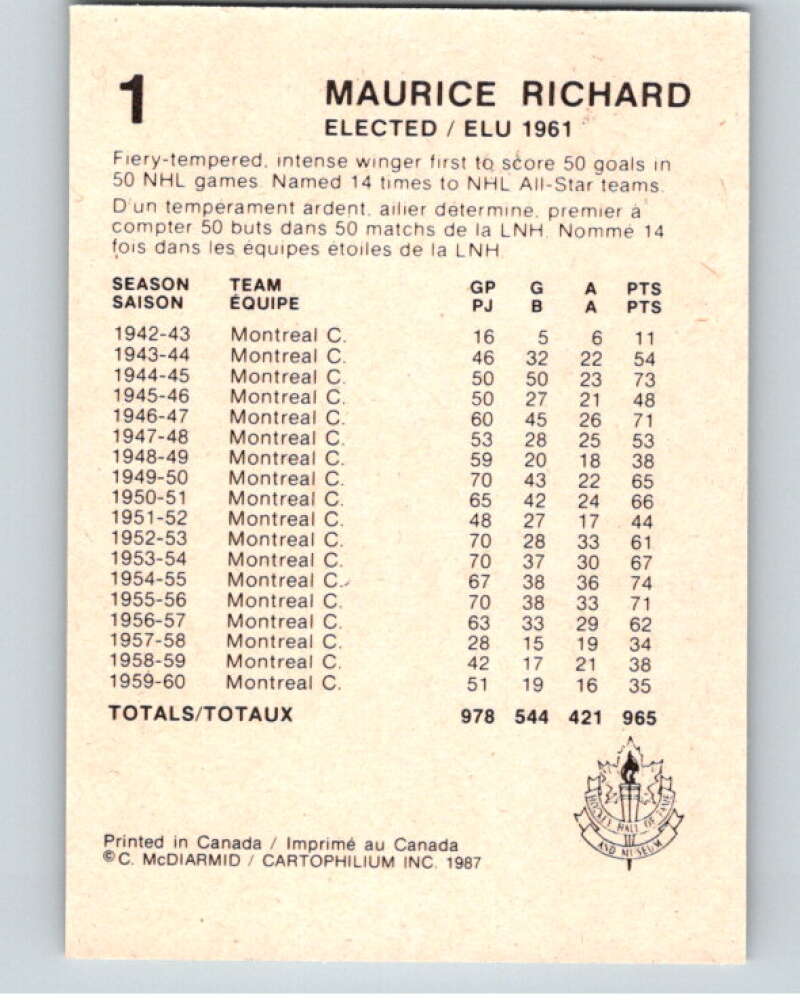 1
MAURICE RICHARD
ELECTED / ELU 1961
Fiery-tempered, intense winger first to score 50 goals in
50 NHL games. Named 14 times to NHL All-Star teams.
D'un tempérament ardent, ailier déterminé, premier à
compter 50 buts dans 50 matchs de la LNH. Nommé 14
fois dans les équipes étoiles de la LNH
SEASON TEAM GP G A PTS
SAISON ÉQUIPE PJ B A PTS
1942-43 Montreal C. 16 5 6 11
1943-44 Montreal C. 46 32 22 54
1944-45 Montreal C. 50 50 23 73
1945-46 Montreal C. 50 27 21 48
1946-47 Montreal C. 60 45 26 71
1947-48 Montreal C. 53 28 25 53
1948-49 Montreal C. 59 20 18 38
1949-50 Montreal C. 70 43 22 65
1950-51 Montreal C. 65 42 24 66
1951-52 Montreal C. 48 27 17 44
1952-53 Montreal C. 70 28 33 61
1953-54 Montreal C. 70 37 30 67
1954-55 Montreal C. 67 38 36 74
1955-56 Montreal C. 70 38 33 71
1956-57 Montreal C. 63 33 29 62
1957-58 Montreal C. 28 15 19 34
1958-59 Montreal C. 42 17 21 38
1959-60 Montreal C. 51 19 16 35
TOTALS/TOTAUX 978 544 421 965
HOCKEY HALL OF FAME
AND MUSEUM
Printed in Canada / Imprimé au Canada
©C. McDIARMID / CARTOPHILIUM INC. 1987